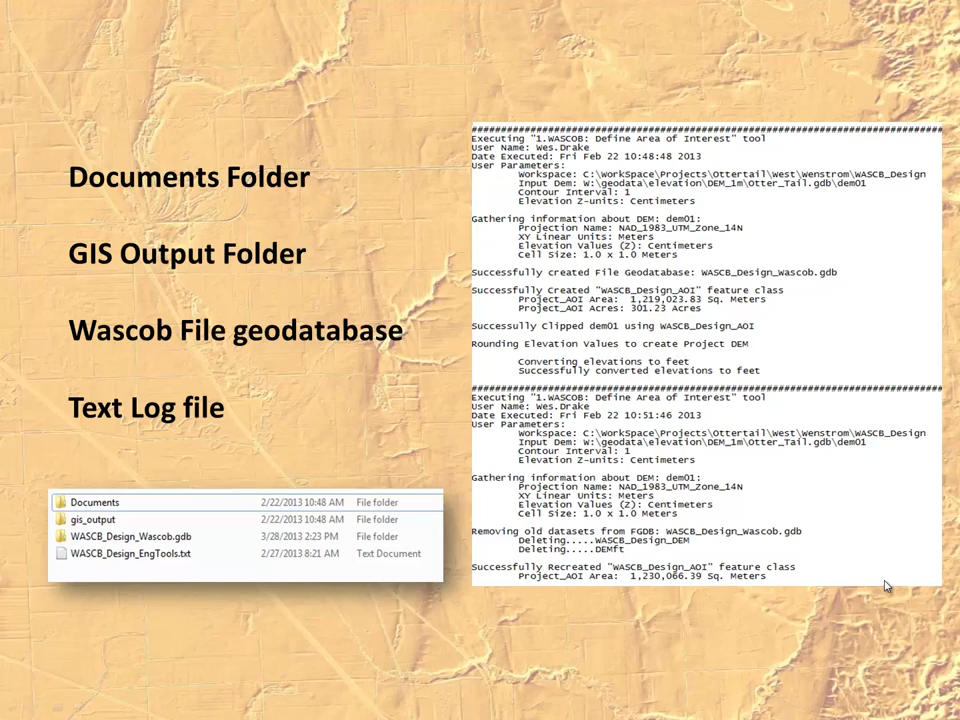 Documents Folder
GIS Output Folder
Wascob File geodatabase
Text Log file
Documents 2/22/2013 10:48 AM File folder
gis_output 2/22/2013 10:48 AM File folder
WASCB_Design_Wascob.gdb 3/28/2013 2:23 PM File folder
WASCB_Design_EngTools.txt 2/27/2013 8:21 AM Text Document
################################################################################
Executing "1.WASCOB: Define Area of Interest" tool
User Name: Wes.Drake
Date Executed: Fri Feb 22 10:48:48 2013
User Parameters:
Workspace: C:\WorkSpace\Projects\Ottertail\West\Wenstrom\WASCB_Design
Input Dem: W:\geodata\elevation\DEM_1m\Otter_Tail.gdb\dem01
Contour Interval: 1
Elevation Z-units: Centimeters
Gathering information about DEM: dem01:
Projection Name: NAD_1983_UTM_Zone_14N
XY Linear Units: Meters
Elevation Values (Z): Centimeters
Cell Size: 1.0 x 1.0 Meters
Successfully created File Geodatabase: WASCB_Design_Wascob.gdb
Successfully Created "WASCB_Design_AOI" feature class
Project_AOI Area: 1,219,023.83 Sq. Meters
Project_AOI Acres: 301.23 Acres
Successully Clipped dem01 using WASCB_Design_AOI
Rounding Elevation Values to create Project DEM
Converting elevations to feet
Successfully converted elevations to feet
################################################################################
Executing "1.WASCOB: Define Area of Interest" tool
User Name: Wes.Drake
Date Executed: Fri Feb 22 10:51:46 2013
User Parameters:
Workspace: C:\WorkSpace\Projects\Ottertail\West\Wenstrom\WASCB_Design
Input Dem: W:\geodata\elevation\DEM_1m\Otter_Tail.gdb\dem01
Contour Interval: 1
Elevation Z-units: Centimeters
Gathering information about DEM: dem01:
Projection Name: NAD_1983_UTM_Zone_14N
XY Linear Units: Meters
Elevation Values (Z): Centimeters
Cell Size: 1.0 x 1.0 Meters
Removing old datasets from FGDB: WASCB_Design_Wascob.gdb
Deleting.....WASCB_Design_DEM
Deleting.....DEMft
Successfully Recreated "WASCB_Design_AOI" feature class
Project_AOI Area: 1,230,066.39 Sq. Meters